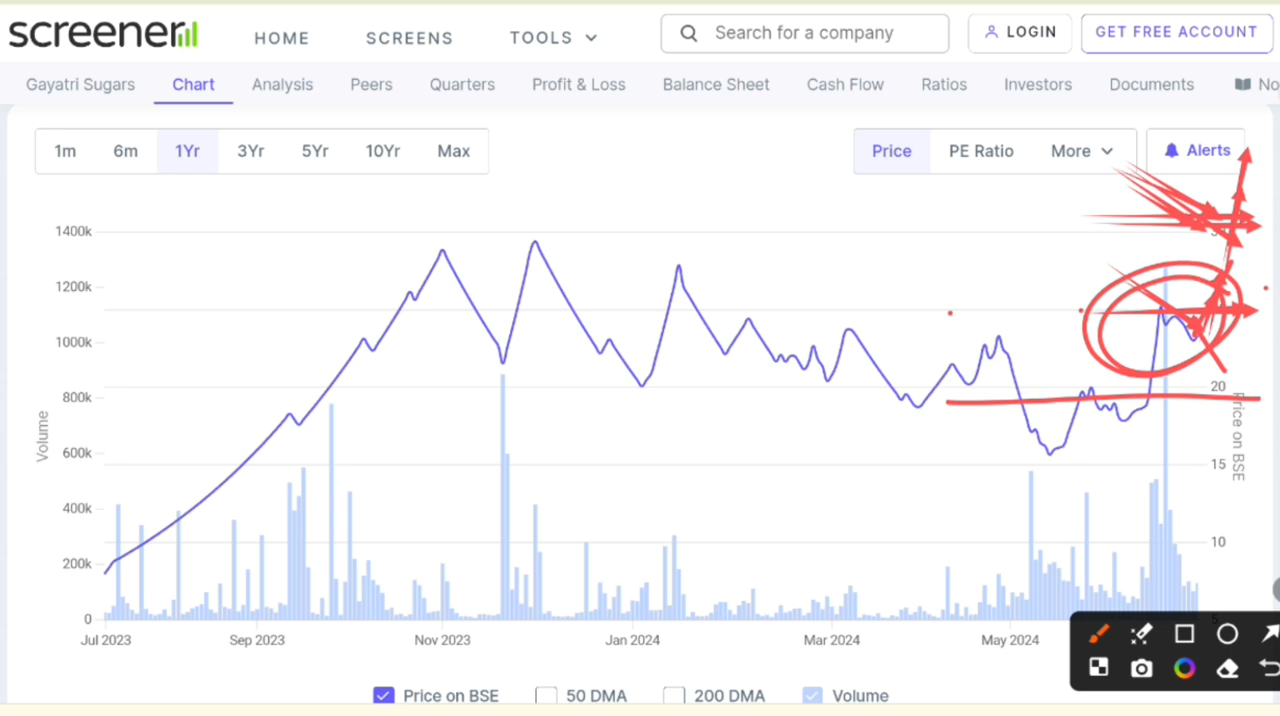 screener
HOME SCREENS TOOLS
Search for a company
LOGIN
GET FREE ACCOUNT
Gayatri Sugars Chart Analysis Peers Quarters Profit & Loss Balance Sheet Cash Flow Ratios Investors Documents No
1m 6m 1Yr 3Yr 5Yr 10Yr Max
Price PE Ratio More
Alerts
1400k
1200k
1000k
800k 20
600k 15
400k
200k 10
0 5
Volume
Price on BSE
Jul 2023 Sep 2023 Nov 2023 Jan 2024 Mar 2024 May 2024
Price on BSE 50 DMA 200 DMA Volume